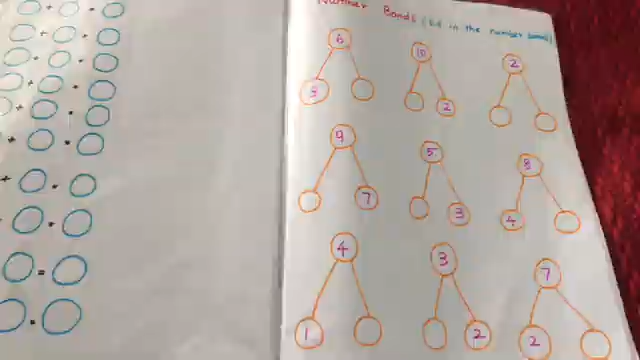 Number Bonds (Fill in the number bonds)
6 10 2
5 2
9 5 8
7 3 4
4 3 7
1 2 2
+ =
+ =
+ =
+ =
+ =
+ =
+ =
+ =
=
=